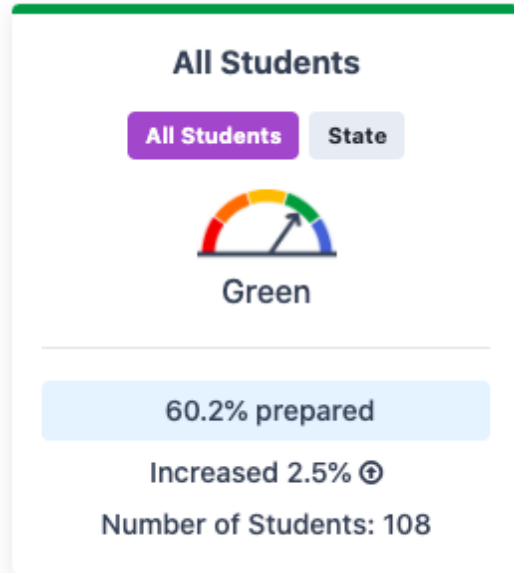 All Students
All Students State
Green
60.2% prepared
Increased 2.5%
Number of Students: 108